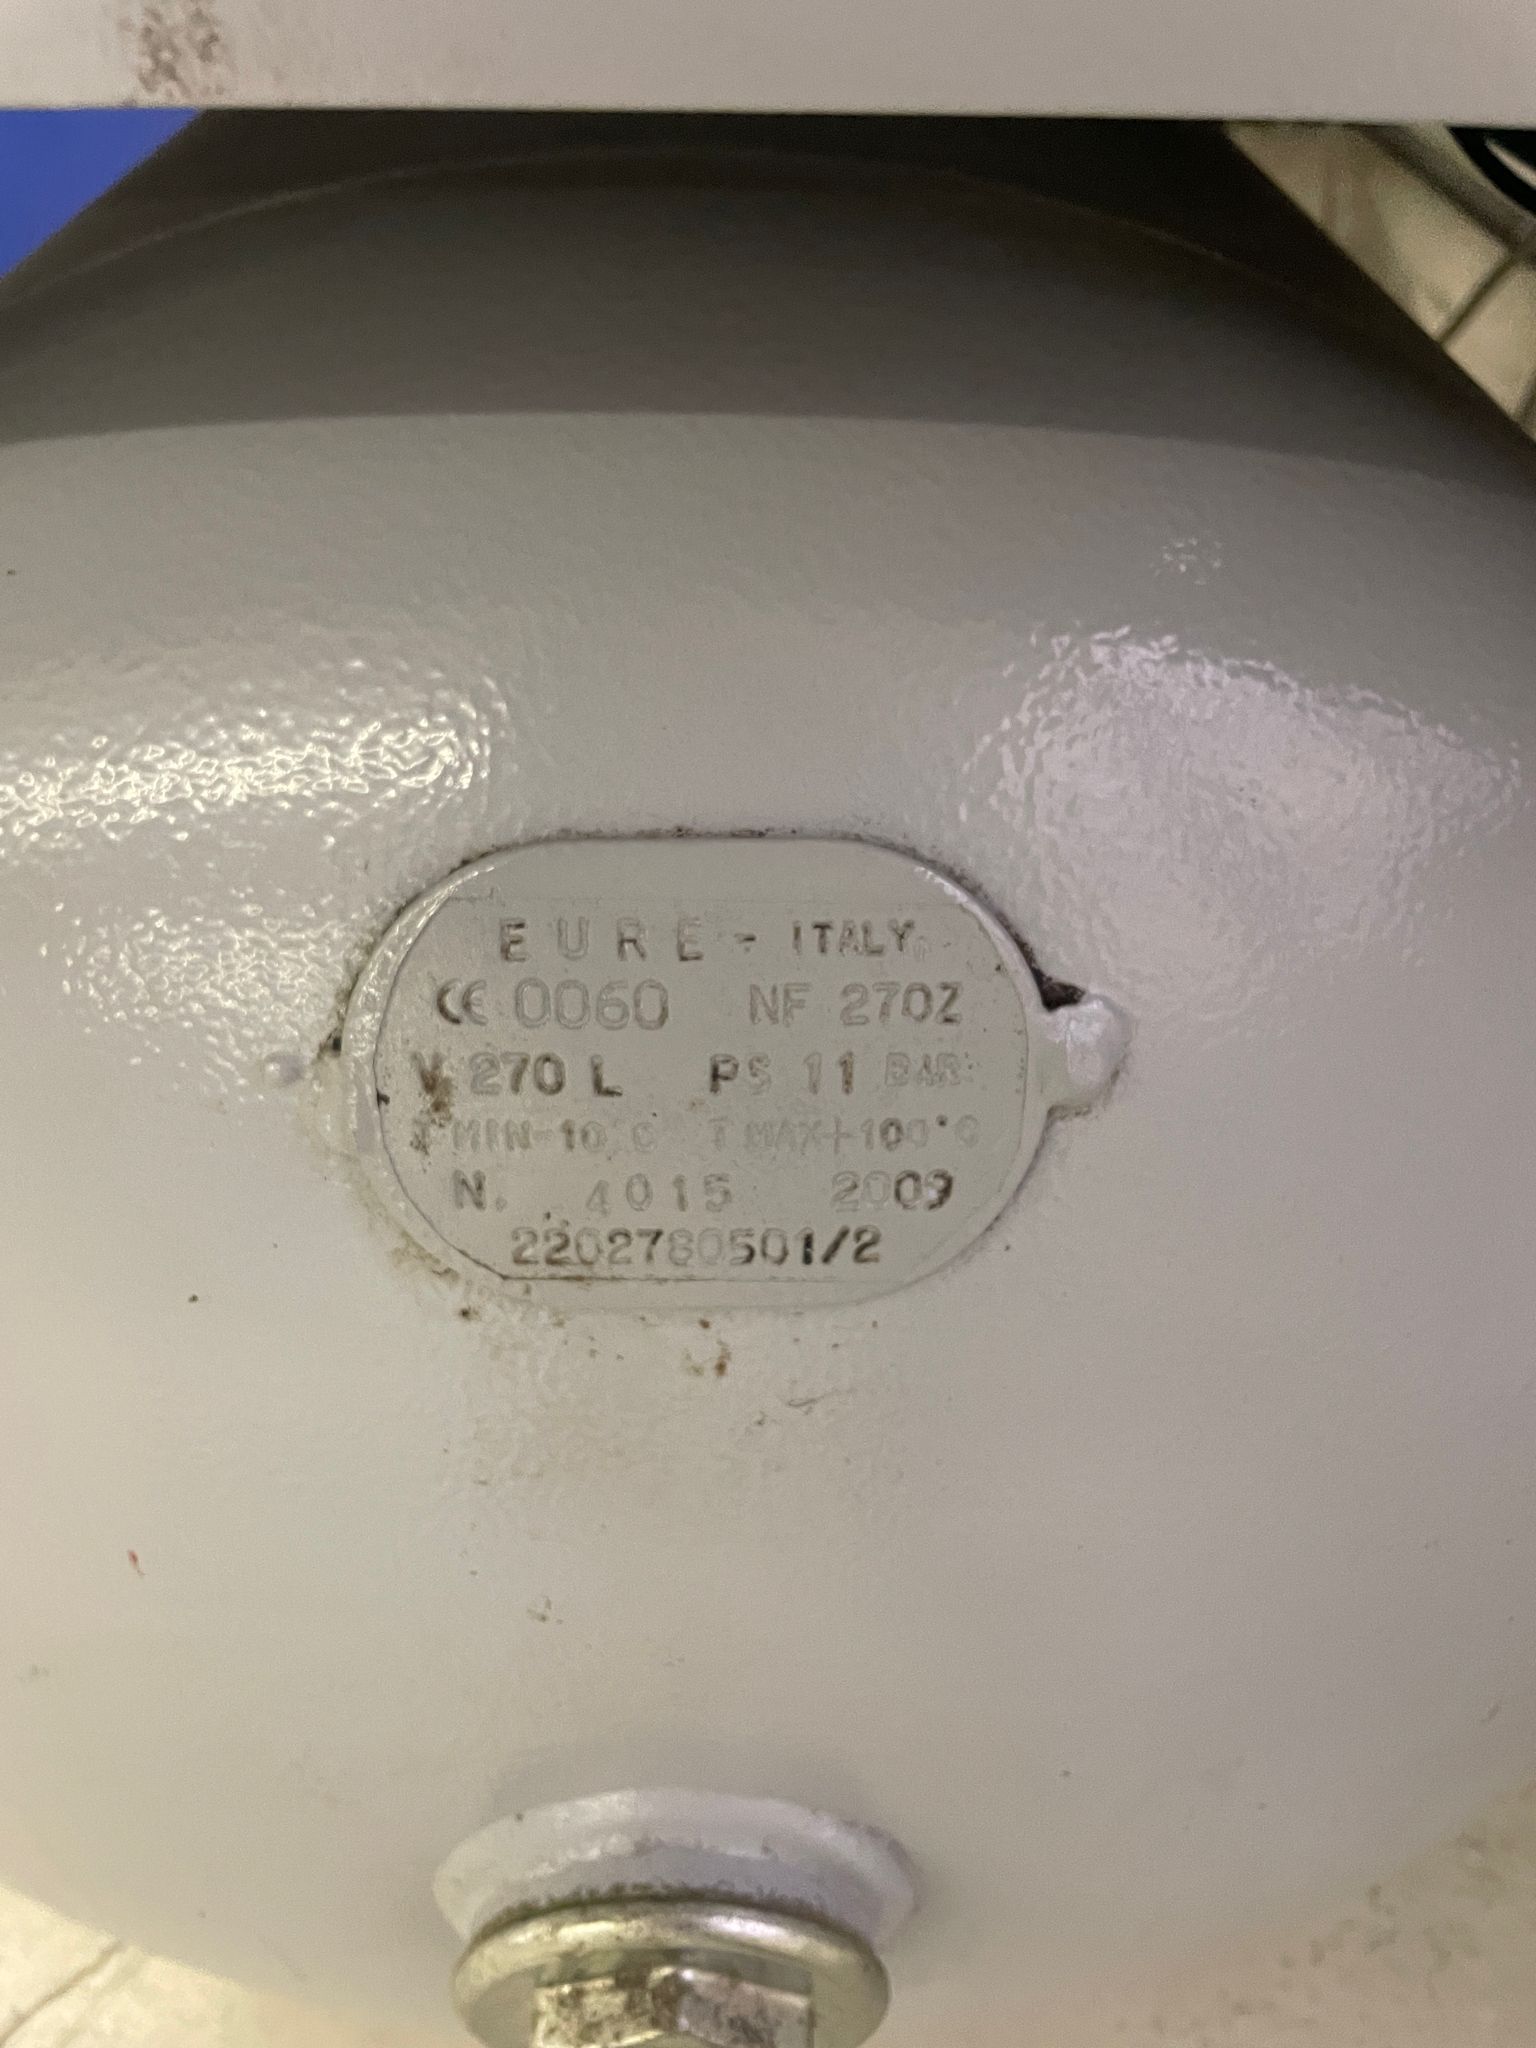 EURE - ITALY
CE 0060 NF 270Z
V 270 L PS 11 BAR
T MIN-10°C T MAX+100°C
N. 4015 2009
2202780501/2